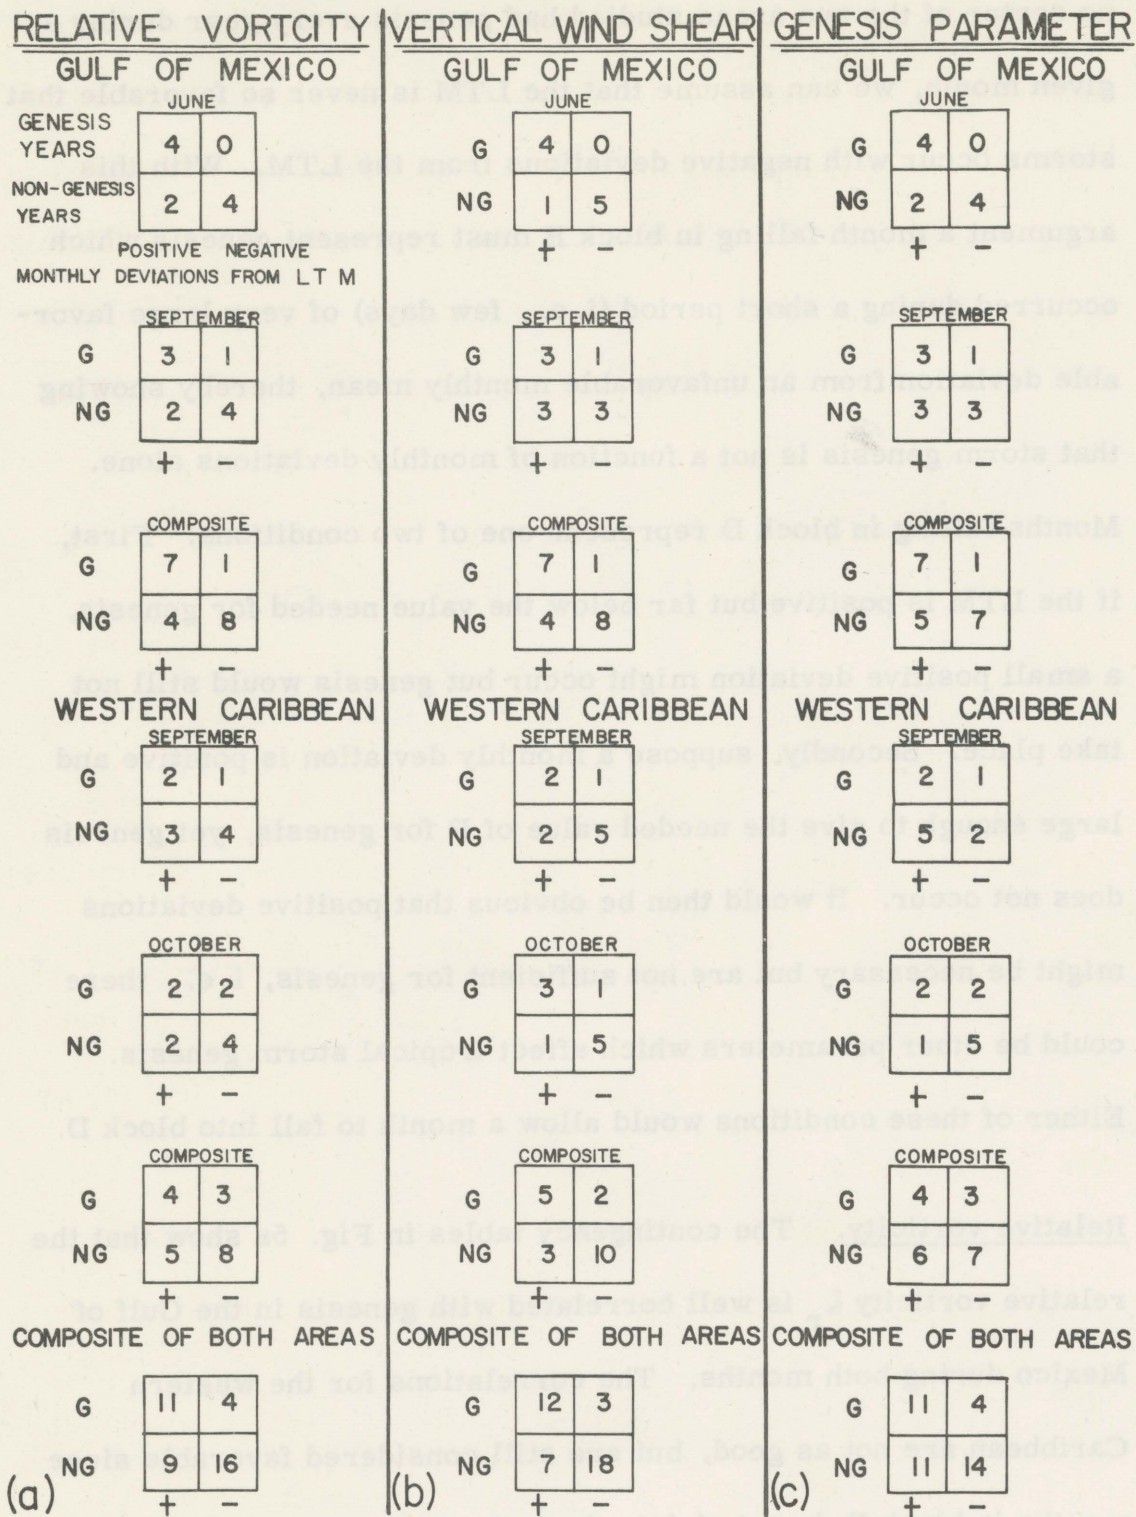 RELATIVE VORTICITY
GULF OF MEXICO
JUNE
GENESIS YEARS 4 0
NON-GENESIS YEARS 2 4
POSITIVE NEGATIVE
MONTHLY DEVIATIONS FROM LTM
SEPTEMBER
G 3 1
NG 2 4
+ −
COMPOSITE
G 7 1
NG 4 8
+ −
WESTERN CARIBBEAN
SEPTEMBER
G 2 1
NG 3 4
+ −
OCTOBER
G 2 2
NG 2 4
+ −
COMPOSITE
G 4 3
NG 5 8
+ −
COMPOSITE OF BOTH AREAS
G 11 4
NG 9 16
+ −
(a)
VERTICAL WIND SHEAR
GULF OF MEXICO
JUNE
G 4 0
NG 1 5
+ −
SEPTEMBER
G 3 1
NG 3 3
+ −
COMPOSITE
G 7 1
NG 4 8
+ −
WESTERN CARIBBEAN
SEPTEMBER
G 2 1
NG 2 5
+ −
OCTOBER
G 3 1
NG 1 5
+ −
COMPOSITE
G 5 2
NG 3 10
+ −
COMPOSITE OF BOTH AREAS
G 12 3
NG 7 18
+ −
(b)
GENESIS PARAMETER
GULF OF MEXICO
JUNE
G 4 0
NG 2 4
+ −
SEPTEMBER
G 3 1
NG 3 3
+ −
COMPOSITE
G 7 1
NG 5 7
+ −
WESTERN CARIBBEAN
SEPTEMBER
G 2 1
NG 5 2
+ −
OCTOBER
G 2 2
NG 1 5
+ −
COMPOSITE
G 4 3
NG 6 7
+ −
COMPOSITE OF BOTH AREAS
G 11 4
NG 11 14
+ −
(c)